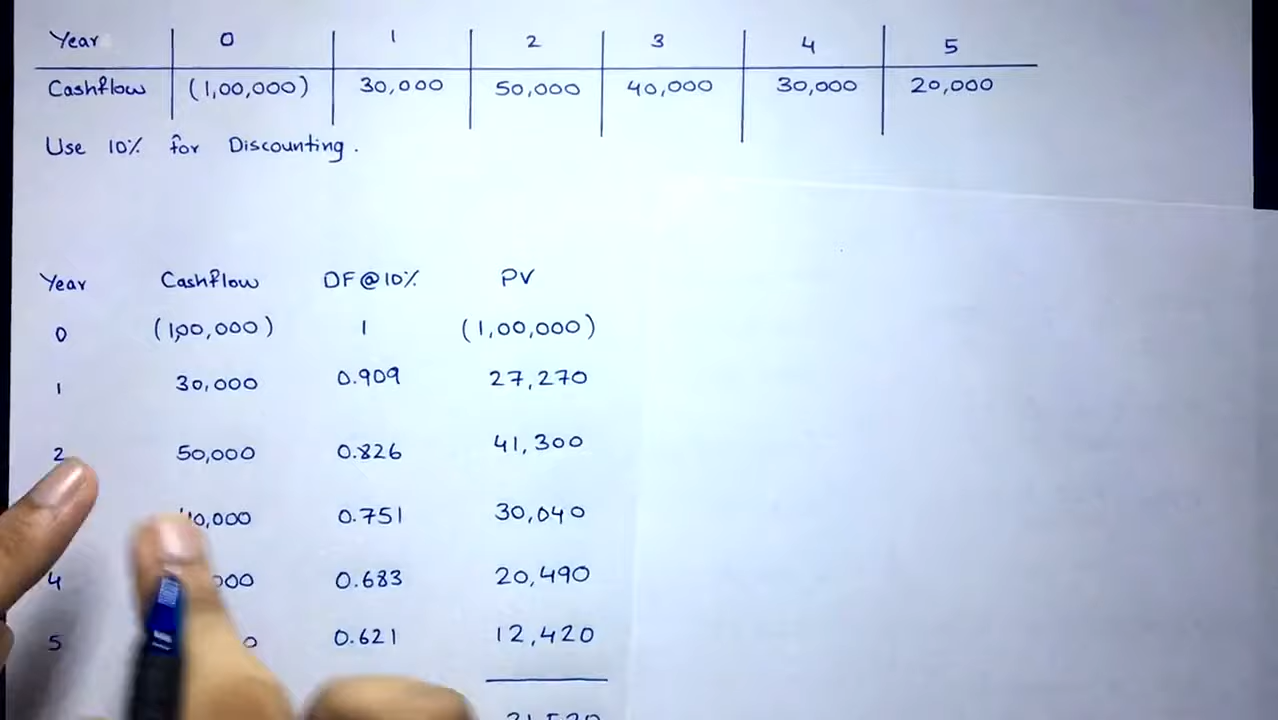 Year 0 1 2 3 4 5
Cashflow (1,00,000) 30,000 50,000 40,000 30,000 20,000
Use 10% for Discounting.
Year Cashflow DF@10% PV
0 (1,00,000) 1 (1,00,000)
1 30,000 0.909 27,270
2 50,000 0.826 41,300
0.751 30,040
4 0.683 20,490
5 0.621 12,420